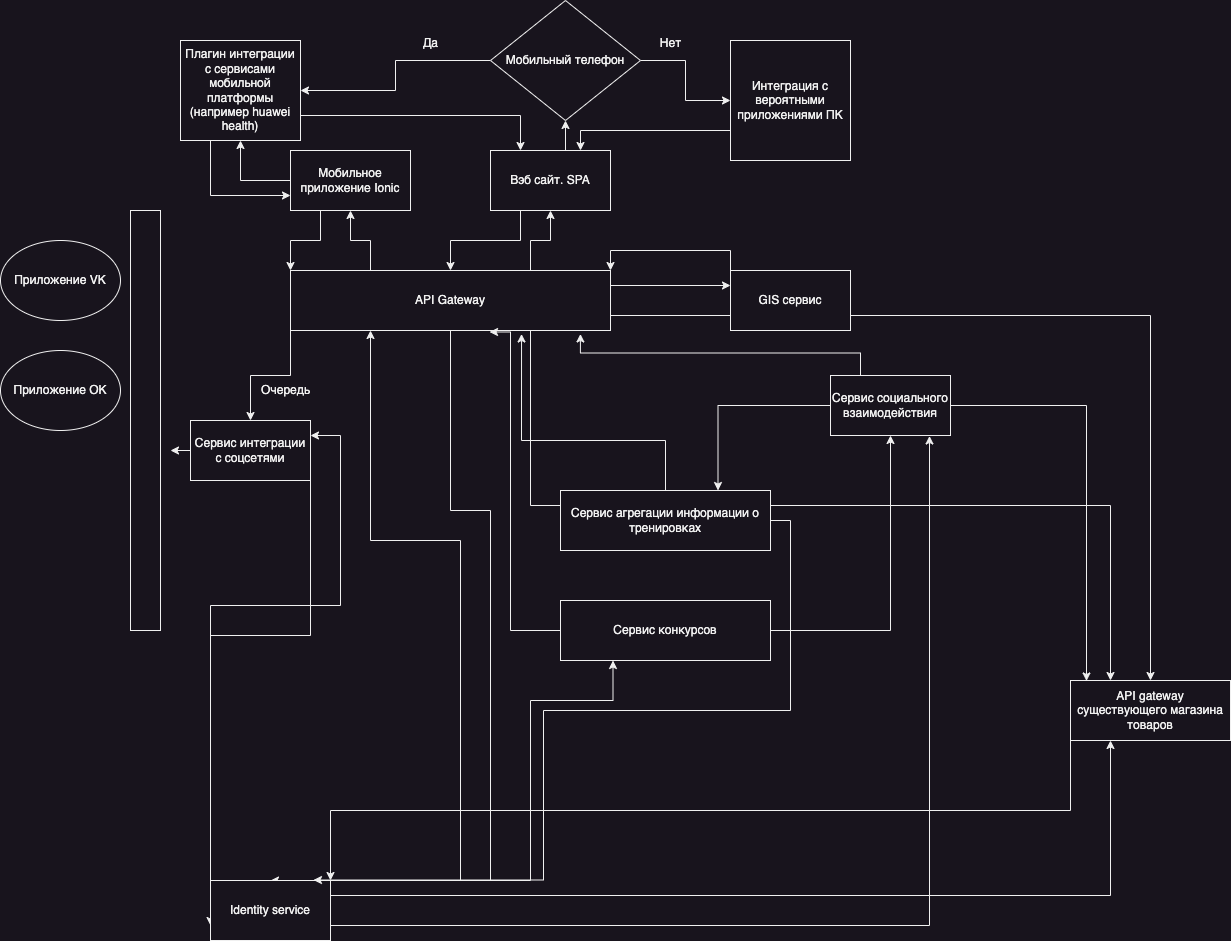 Да
Нет
Плагин интеграции
с сервисами
мобильной
платформы
(например huawei
health)
Мобильный телефон
Интеграция с
вероятными
приложениями ПК
Мобильное
приложение Ionic
Вэб сайт. SPA
Приложение VK
API Gateway
GIS сервис
Приложение OK
Очередь
Сервис социального
взаимодействия
Сервис интеграции
с соцсетями
Сервис агрегации информации о
тренировках
Сервис конкурсов
API gateway
существующего магазина
товаров
Identity service